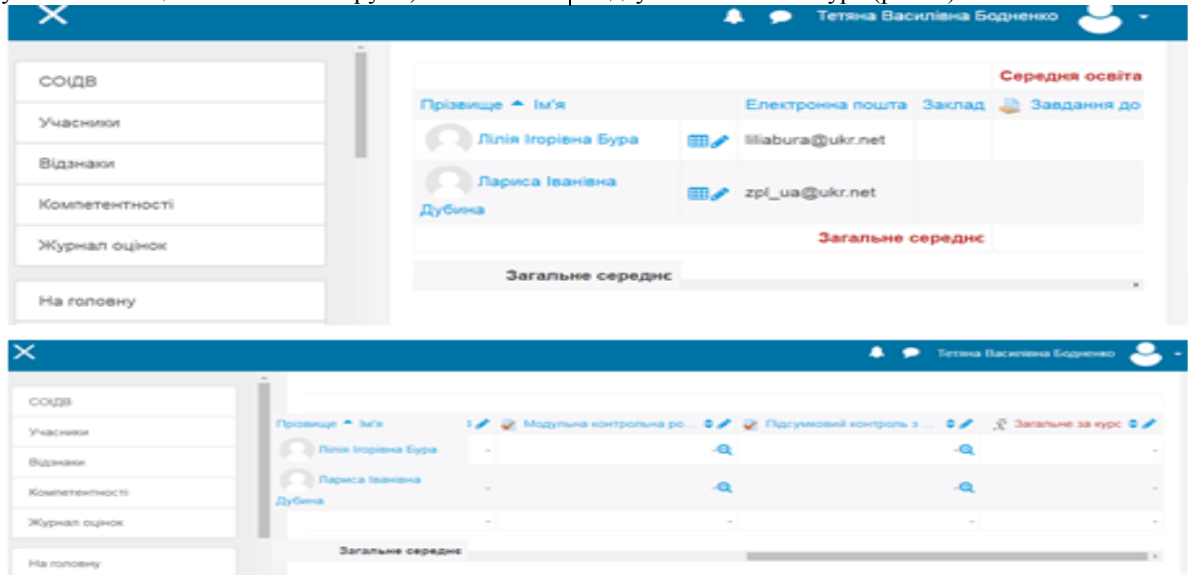 Тетяна Василівна Бодненко
СОІДВ
Учасники
Відзнаки
Компетентності
Журнал оцінок
На головну
Середня освіта
Прізвище Ім'я Електронна пошта Заклад Завдання до
Лілія Ігорівна Бура liliabura@ukr.net
Лариса Іванівна
Дубина zpl_ua@ukr.net
Загальне середнє
Загальне середнє
Тетяна Василівна Бодненко
СОІДВ
Учасники
Відзнаки
Компетентності
Журнал оцінок
На головну
Прізвище Ім'я Модульна контрольна ро... Підсумковий контроль з ... Загальне за курс
Лілія Ігорівна Бура - - - -
Лариса Іванівна
Дубина - - - -
- - - -
Загальне середнє